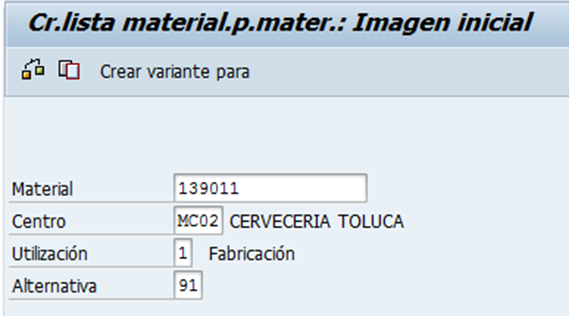 Cr.lista material.p.mater.: Imagen inicial
Crear variante para
Material 139011
Centro MC02 CERVECERIA TOLUCA
Utilización 1 Fabricación
Alternativa 91